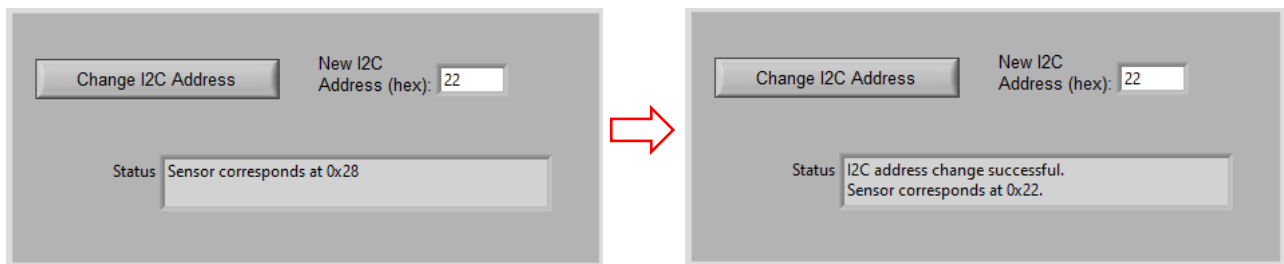 Change I2C Address
New I2C
Address (hex): 22
Status Sensor corresponds at 0x28
Change I2C Address
New I2C
Address (hex): 22
Status I2C address change successful.
Sensor corresponds at 0x22.